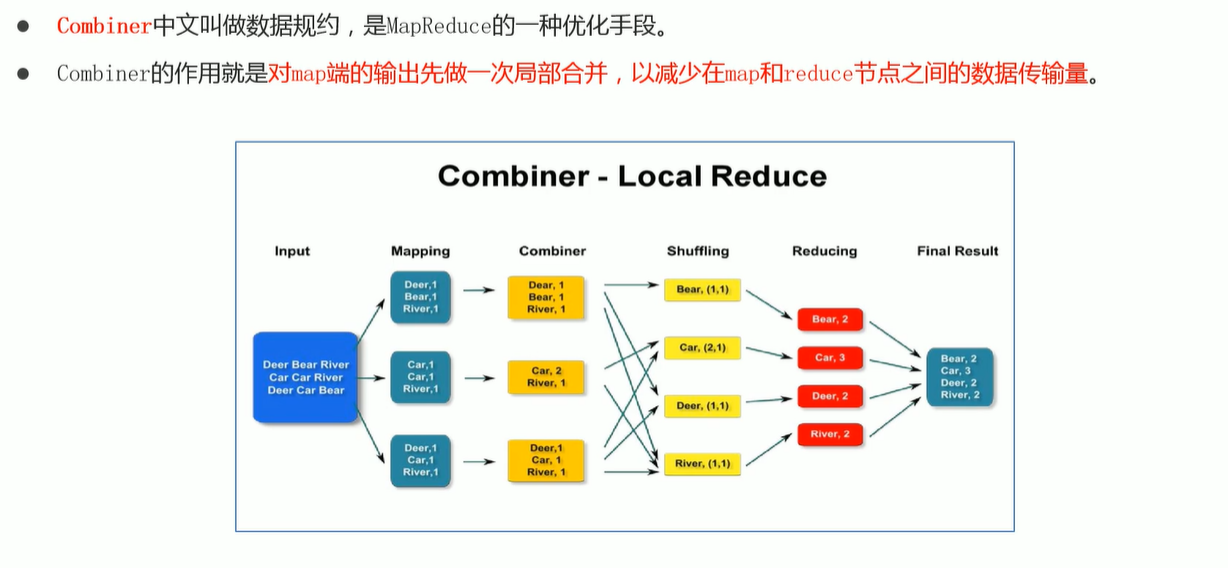 Combiner中文叫做数据规约，是MapReduce的一种优化手段。
Combiner的作用就是对map端的输出先做一次局部合并，以减少在map和reduce节点之间的数据传输量。
Combiner - Local Reduce
Input
Mapping
Combiner
Shuffling
Reducing
Final Result
Deer Bear River
Car Car River
Deer Car Bear
Deer,1
Bear,1
River,1
Car,1
Car,1
River,1
Deer,1
Car,1
River,1
Dear, 1
Bear, 1
River, 1
Car, 2
River, 1
Deer,1
Car, 1
River, 1
Bear, (1,1)
Car, (2,1)
Deer, (1,1)
River, (1,1)
Bear, 2
Car, 3
Deer, 2
River, 2
Bear, 2
Car, 3
Deer, 2
River, 2